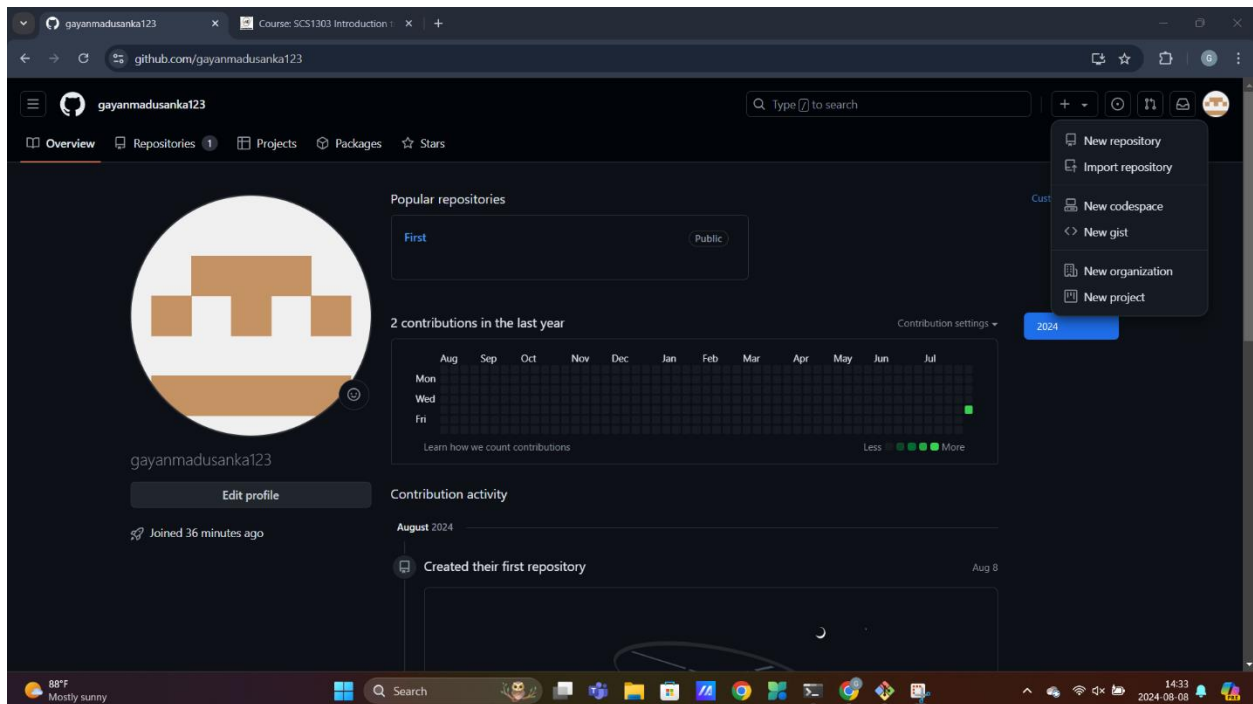 gayanmadusanka123
Course: SCS1303 Introduction t
github.com/gayanmadusanka123
G
gayanmadusanka123
Type / to search
Overview Repositories 1 Projects Packages Stars
New repository
Import repository
New codespace
New gist
New organization
New project
Popular repositories
Cust
First Public
2 contributions in the last year
Contribution settings
2024
Aug Sep Oct Nov Dec Jan Feb Mar Apr May Jun Jul
Mon
Wed
Fri
Learn how we count contributions Less More
gayanmadusanka123
Edit profile
Joined 36 minutes ago
Contribution activity
August 2024
Created their first repository Aug 8
88°F
Mostly sunny
Search
14:33
2024-08-08